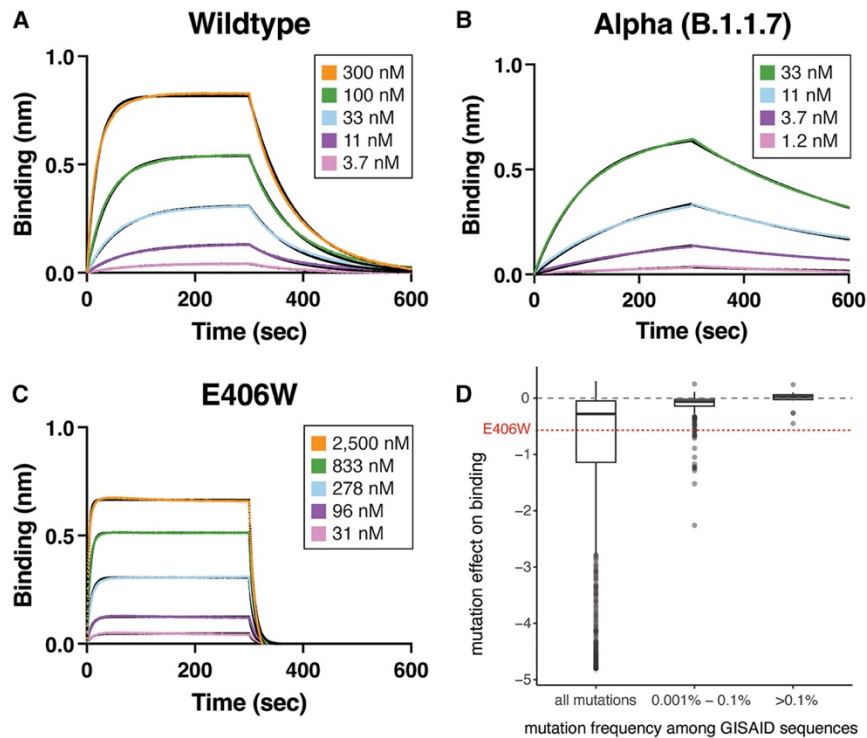 A
Wildtype
1.0
0.5
0.0
Binding (nm)
300 nM
100 nM
33 nM
11 nM
3.7 nM
0
200
400
600
Time (sec)
B
Alpha (B.1.1.7)
1.0
0.5
0.0
Binding (nm)
33 nM
11 nM
3.7 nM
1.2 nM
0
200
400
600
Time (sec)
C
E406W
1.0
0.5
0.0
Binding (nm)
2,500 nM
833 nM
278 nM
96 nM
31 nM
0
200
400
600
Time (sec)
D
0
E406W
−1
−2
−3
−4
−5
mutation effect on binding
all mutations
0.001% − 0.1%
>0.1%
mutation frequency among GISAID sequences